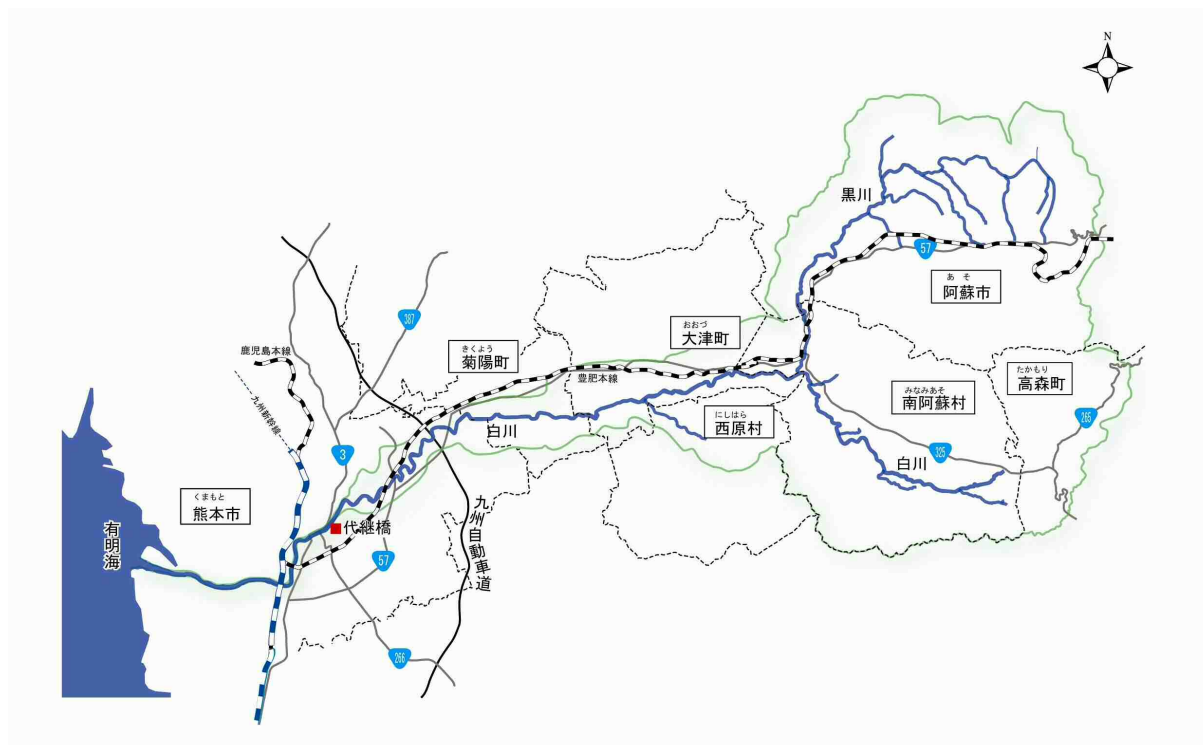 N
黒川
57
あそ
阿蘇市
387
おおづ
大津町
きくよう
菊陽町
鹿児島本線
豊肥本線
たかもり
高森町
みなみあそ
南阿蘇村
265
九州新幹線
にしはら
西原村
白川
3
325
白川
くまもと
熊本市
代継橋
有明海
九州自動車道
57
266